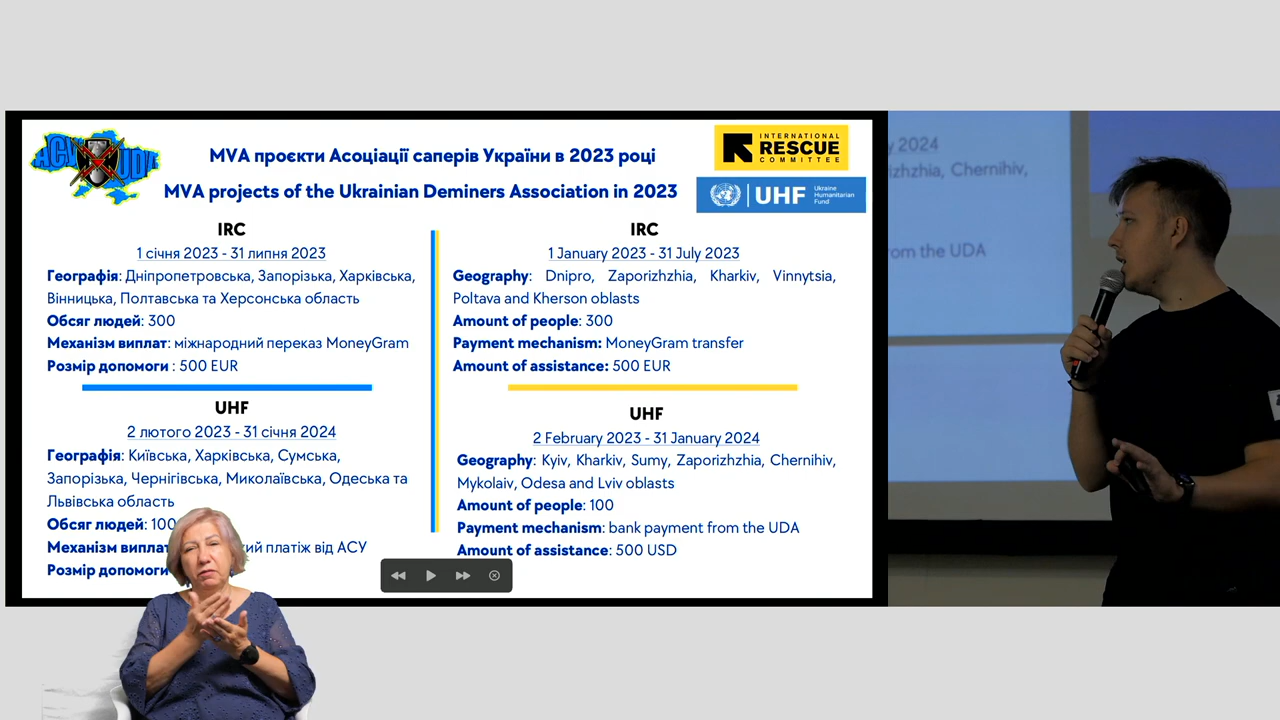 АСУ UDA
MVA проєкти Асоціації саперів України в 2023 році
MVA projects of the Ukrainian Deminers Association in 2023
INTERNATIONAL
RESCUE
COMMITTEE
UHF
Ukraine
Humanitarian
Fund
IRC
1 січня 2023 - 31 липня 2023
Географія: Дніпропетровська, Запорізька, Харківська,
Вінницька, Полтавська та Херсонська область
Обсяг людей: 300
Механізм виплат: міжнародний переказ MoneyGram
Розмір допомоги : 500 EUR
UHF
2 лютого 2023 - 31 січня 2024
Географія: Київська, Харківська, Сумська,
Запорізька, Чернігівська, Миколаївська, Одеська та
Львівська область
Обсяг людей: 100
Механізм виплат
кий платіж від АСУ
Розмір допомоги
IRC
1 January 2023 - 31 July 2023
Geography: Dnipro, Zaporizhzhia, Kharkiv, Vinnytsia,
Poltava and Kherson oblasts
Amount of people: 300
Payment mechanism: MoneyGram transfer
Amount of assistance: 500 EUR
UHF
2 February 2023 - 31 January 2024
Geography: Kyiv, Kharkiv, Sumy, Zaporizhzhia, Chernihiv,
Mykolaiv, Odesa and Lviv oblasts
Amount of people: 100
Payment mechanism: bank payment from the UDA
Amount of assistance: 500 USD
y 2024
izhzhia, Chernihiv,
om the UDA